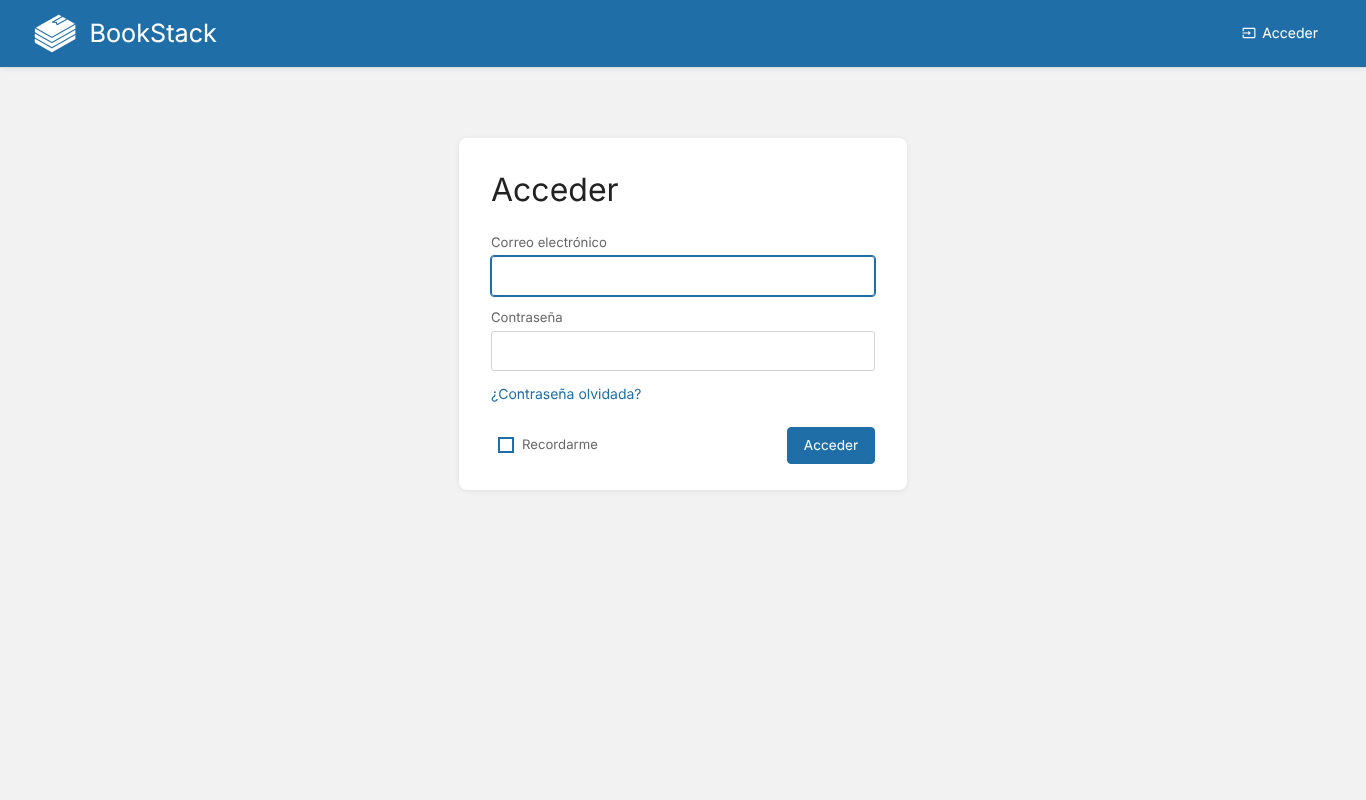 BookStack
Acceder
Acceder
Correo electrónico
Contraseña
¿Contraseña olvidada?
Recordarme
Acceder